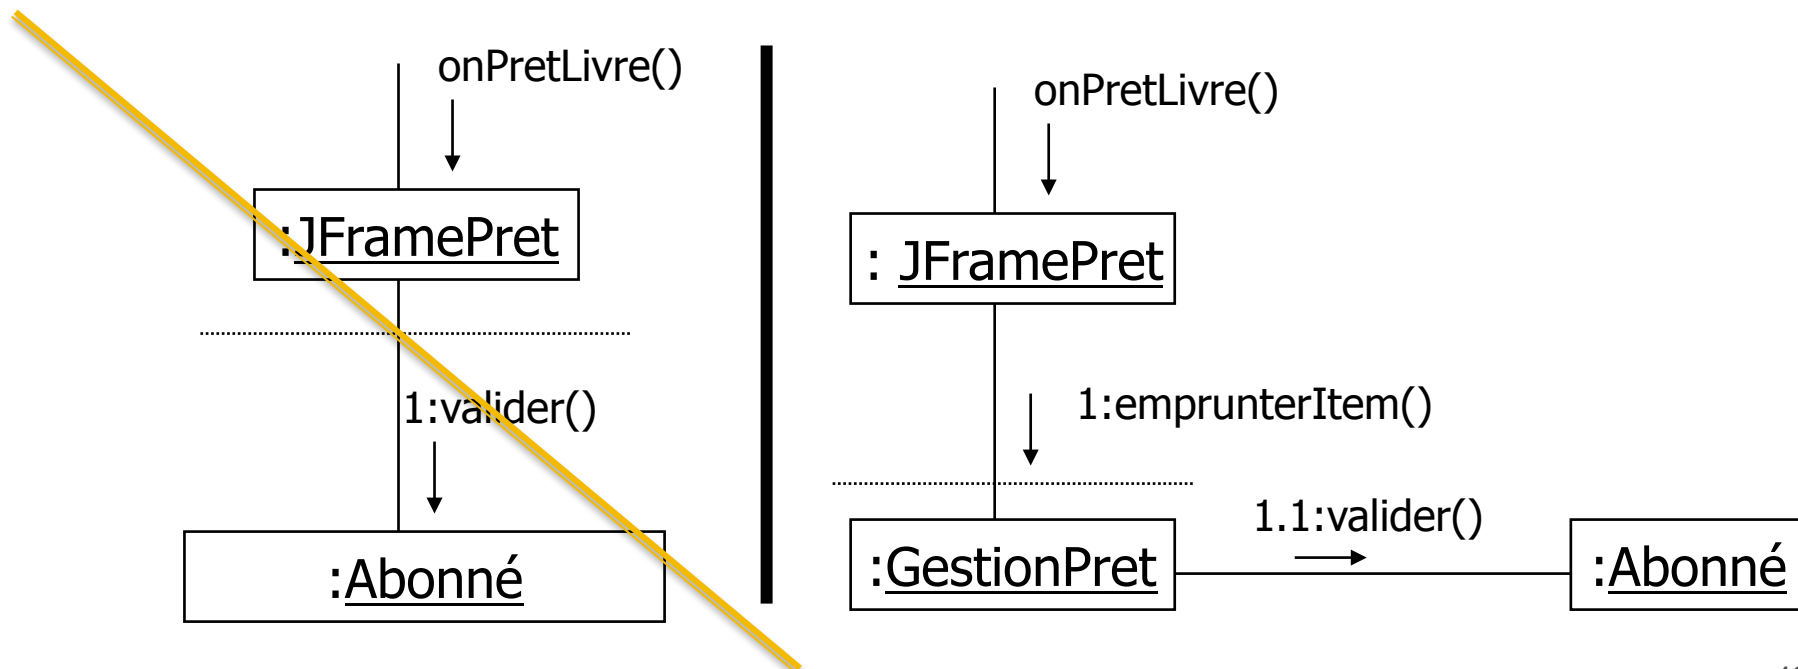 onPretLivre()
:JFramePret
1:valider()
:Abonné
onPretLivre()
: JFramePret
1:emprunterItem()
1.1:valider()
:GestionPret
:Abonné